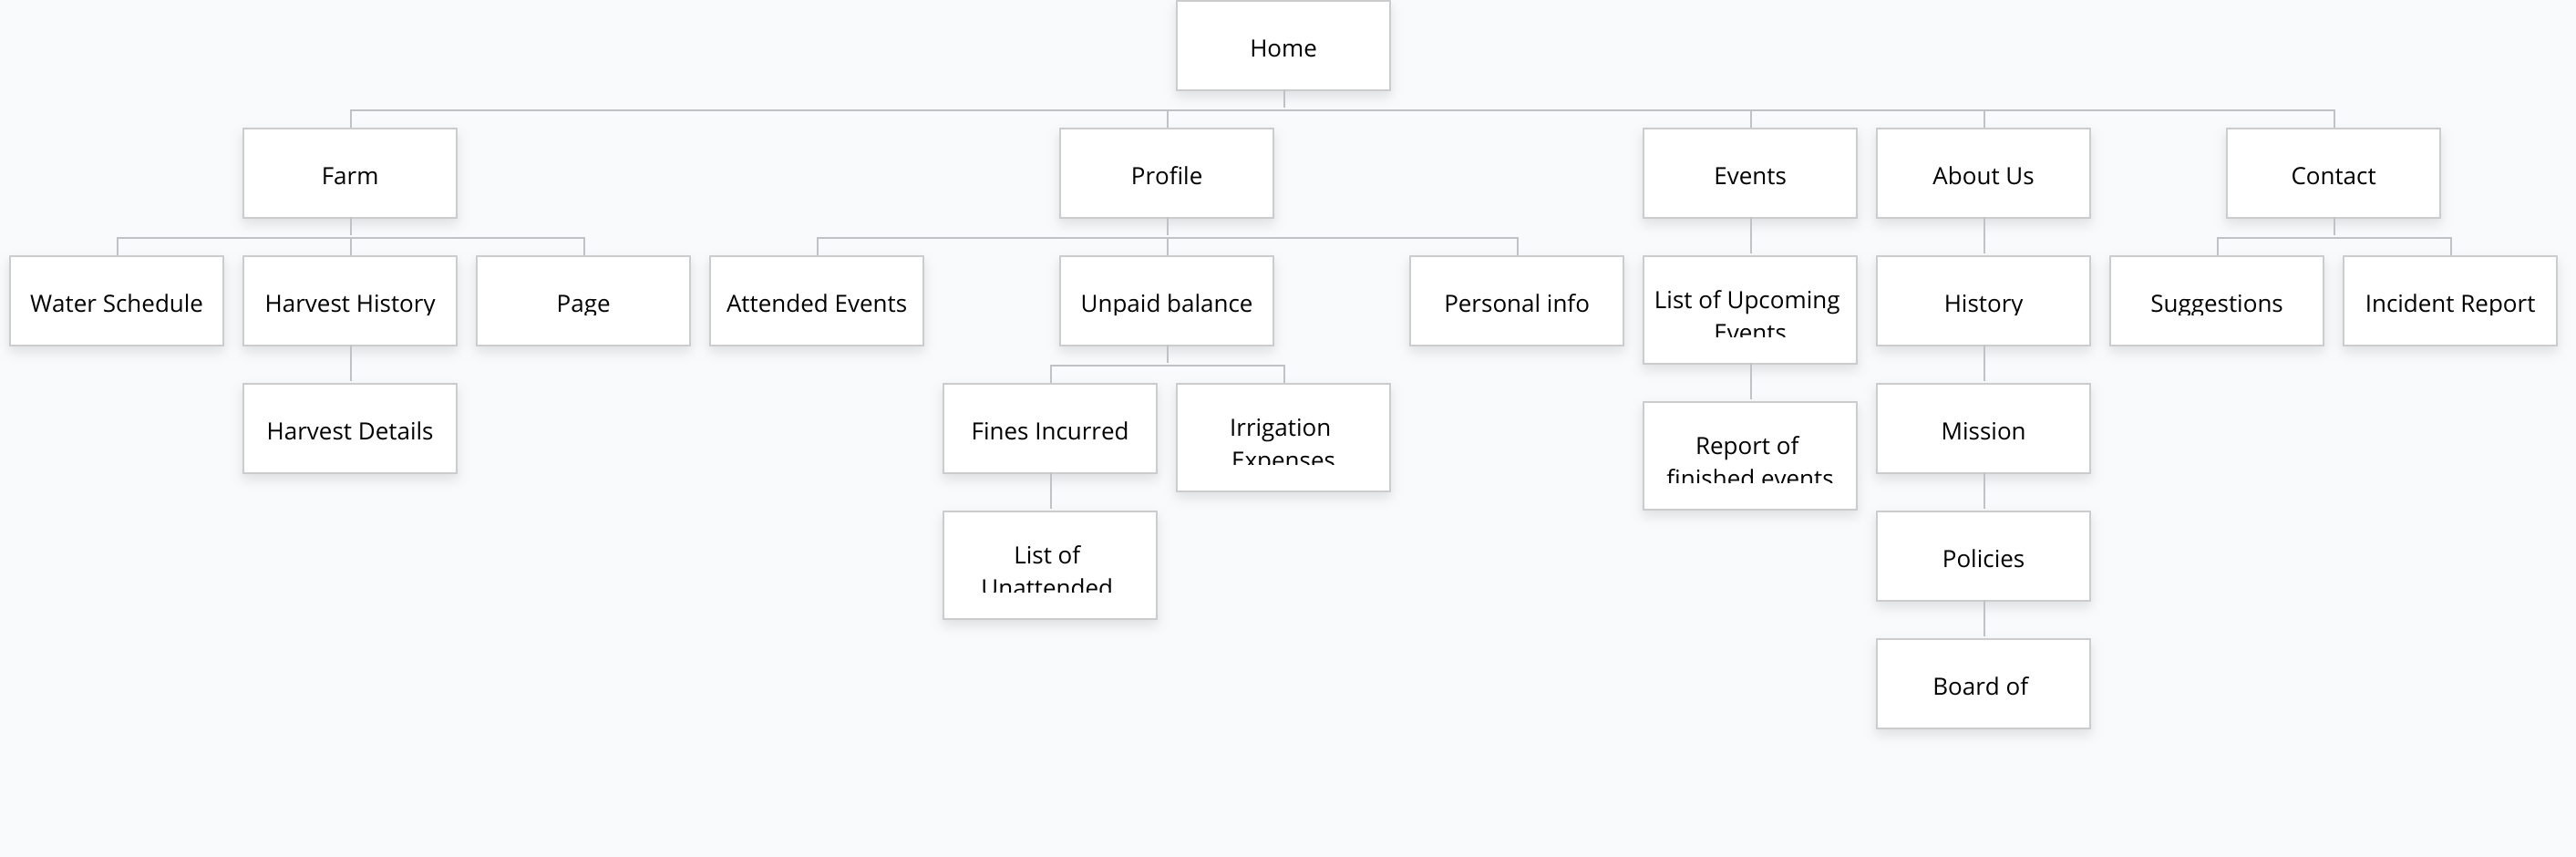 Home
Farm
Profile
Events
About Us
Contact
Water Schedule
Harvest History
Page
Attended Events
Unpaid balance
Personal info
List of Upcoming
Events
History
Suggestions
Incident Report
Harvest Details
Fines Incurred
Irrigation
Expenses
Report of
finished events
Mission
List of
Unattended
Policies
Board of